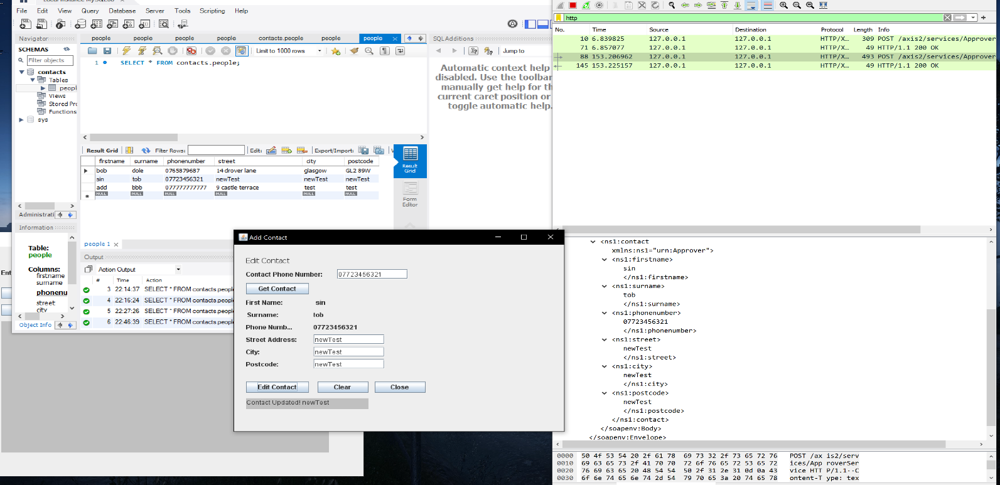 File Edit View Query Database Server Tools Scripting Help
Navigator
SCHEMAS
Filter objects
contacts
Tables
peopl
Views
Stored Pr
Functions
sys
Administrati
Information
Table:
people
Columns:
firstname
surname
phonenu
street
city
Object Info
people people people people contacts.people people people
Limit to 1000 rows
1 SELECT * FROM contacts.people;
Result Grid Filter Rows: Edit: Export/Import:
firstname surname phonenumber street city postcode
bob dole 0765879687 14 drover lane glasgow GL2 89W
sin tob 07723456321 newTest newTest newTest
add bbb 077777777777 9 castle terrace test test
NULL NULL NULL NULL NULL NULL
Result
Grid
Form
Editor
people 1
Output
Action Output
# Time Action
3 22:14:37 SELECT * FROM contacts.people
4 22:16:24 SELECT * FROM contacts.people
5 22:27:26 SELECT * FROM contacts.people
6 22:46:39 SELECT * FROM contacts.people
SQLAdditions
Jump to
Automatic context help
disabled. Use the toolbar
manually get help for th
current caret position or
toggle automatic help.
Ent
Add Contact
Edit Contact
Contact Phone Number: 07723456321
Get Contact
First Name: sin
Surname: tob
Phone Numb... 07723456321
Street Address: newTest
City: newTest
Postcode: newTest
Edit Contact Clear Close
Contact Updated! newTest
http
No. Time Source Destination Protocol Length Info
10 6.839825 127.0.0.1 127.0.0.1 HTTP/X... 309 POST /axis2/services/Approver
71 6.857077 127.0.0.1 127.0.0.1 HTTP/X... 49 HTTP/1.1 200 OK
88 153.206962 127.0.0.1 127.0.0.1 HTTP/X... 493 POST /axis2/services/Approver
145 153.225157 127.0.0.1 127.0.0.1 HTTP/X... 49 HTTP/1.1 200 OK
<ns1:contact
xmlns:ns1="urn:Approver">
<ns1:firstname>
sin
</ns1:firstname>
<ns1:surname>
tob
</ns1:surname>
<ns1:phonenumber>
07723456321
</ns1:phonenumber>
<ns1:street>
newTest
</ns1:street>
<ns1:city>
newTest
</ns1:city>
<ns1:postcode>
newTest
</ns1:postcode>
</ns1:contact>
</soapenv:Body>
</soapenv:Envelope>
0000 50 4f 53 54 20 2f 61 78 69 73 32 2f 73 65 72 76 POST /ax is2/serv
0010 69 63 65 73 2f 41 70 70 72 6f 76 65 72 53 65 72 ices/App roverSer
0020 76 69 63 65 20 48 54 54 50 2f 31 2e 31 0d 0a 43 vice HTT P/1.1··C
0030 6f 6e 74 65 6e 74 2d 54 79 70 65 3a 20 74 65 78 ontent-T ype: tex